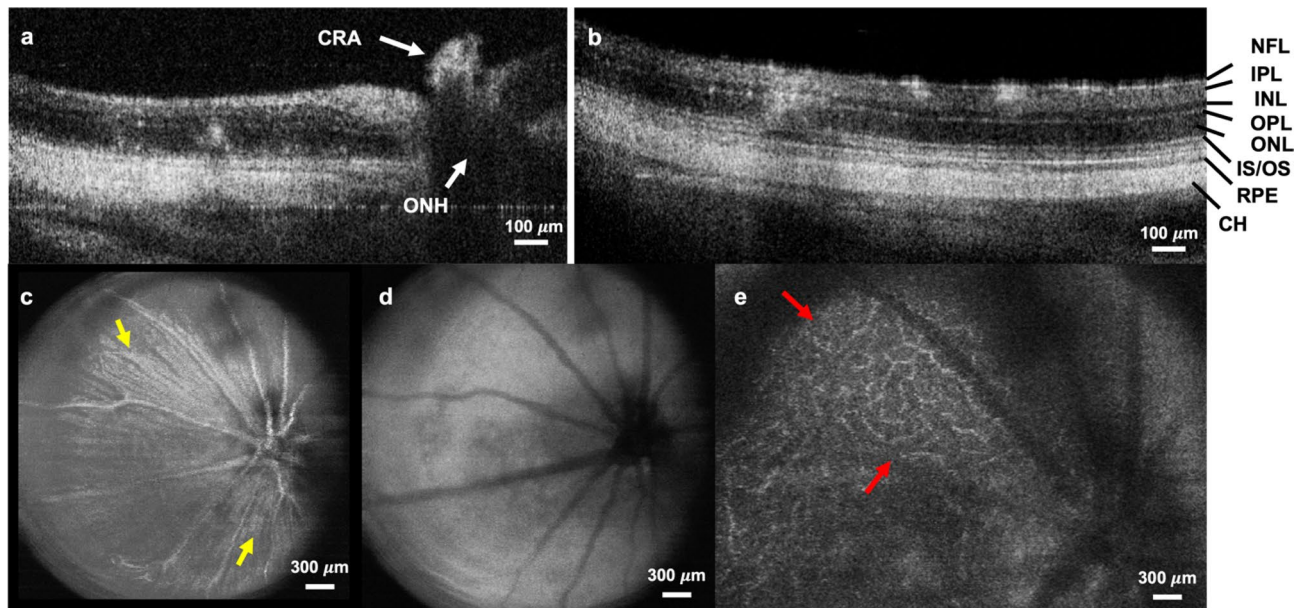 a
CRA
ONH
100 µm
b
NFL
IPL
INL
OPL
ONL
IS/OS
RPE
CH
100 µm
c
300 µm
d
300 µm
e
300 µm